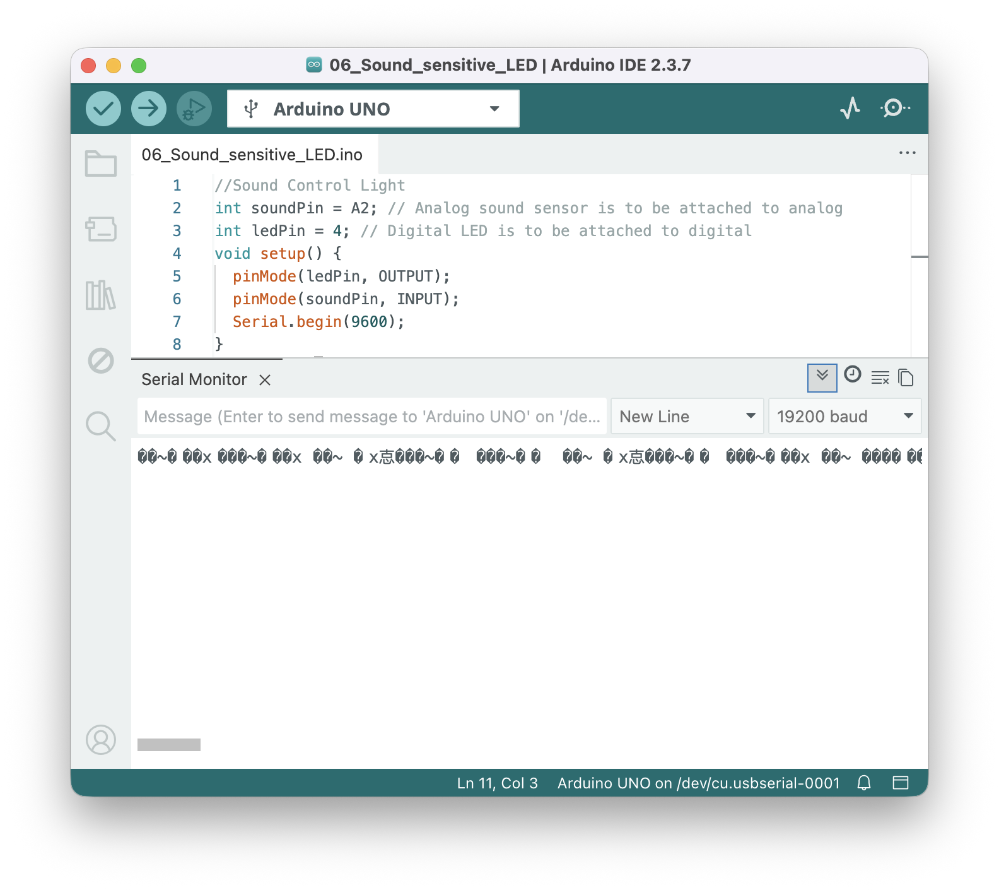 06_Sound_sensitive_LED | Arduino IDE 2.3.7
Arduino UNO
06_Sound_sensitive_LED.ino
1 //Sound Control Light
2 int soundPin = A2; // Analog sound sensor is to be attached to analog
3 int ledPin = 4; // Digital LED is to be attached to digital
4 void setup() {
5 pinMode(ledPin, OUTPUT);
6 pinMode(soundPin, INPUT);
7 Serial.begin(9600);
8 }
Serial Monitor
Message (Enter to send message to 'Arduino UNO' on '/de...
New Line
19200 baud
��~� ��x ���~� ��x ��~ � x���~� � ���~� � ��~ � x���~� � ���~� ��x ��~ ���� ��
Ln 11, Col 3 Arduino UNO on /dev/cu.usbserial-0001